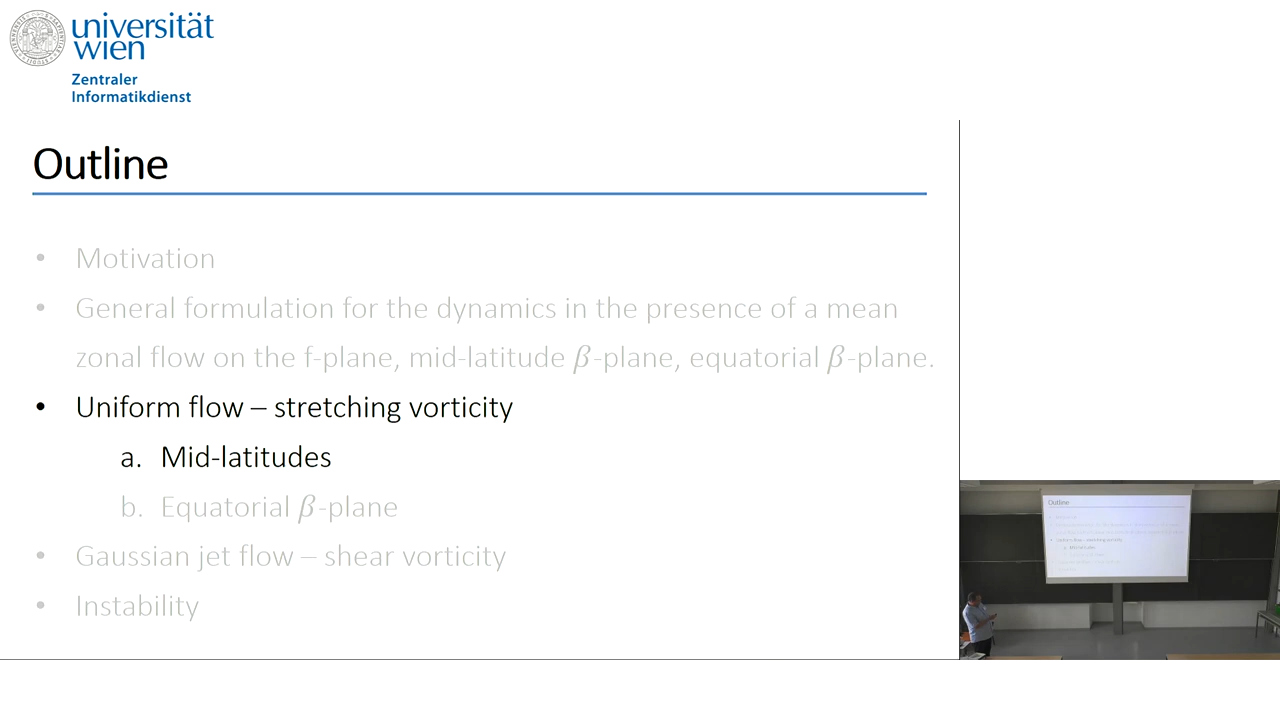 universität
wien
Zentraler
Informatikdienst
Outline
• Motivation
• General formulation for the dynamics in the presence of a mean
zonal flow on the f-plane, mid-latitude β-plane, equatorial β-plane.
• Uniform flow – stretching vorticity
a. Mid-latitudes
b. Equatorial β-plane
• Gaussian jet flow – shear vorticity
• Instability
Outline